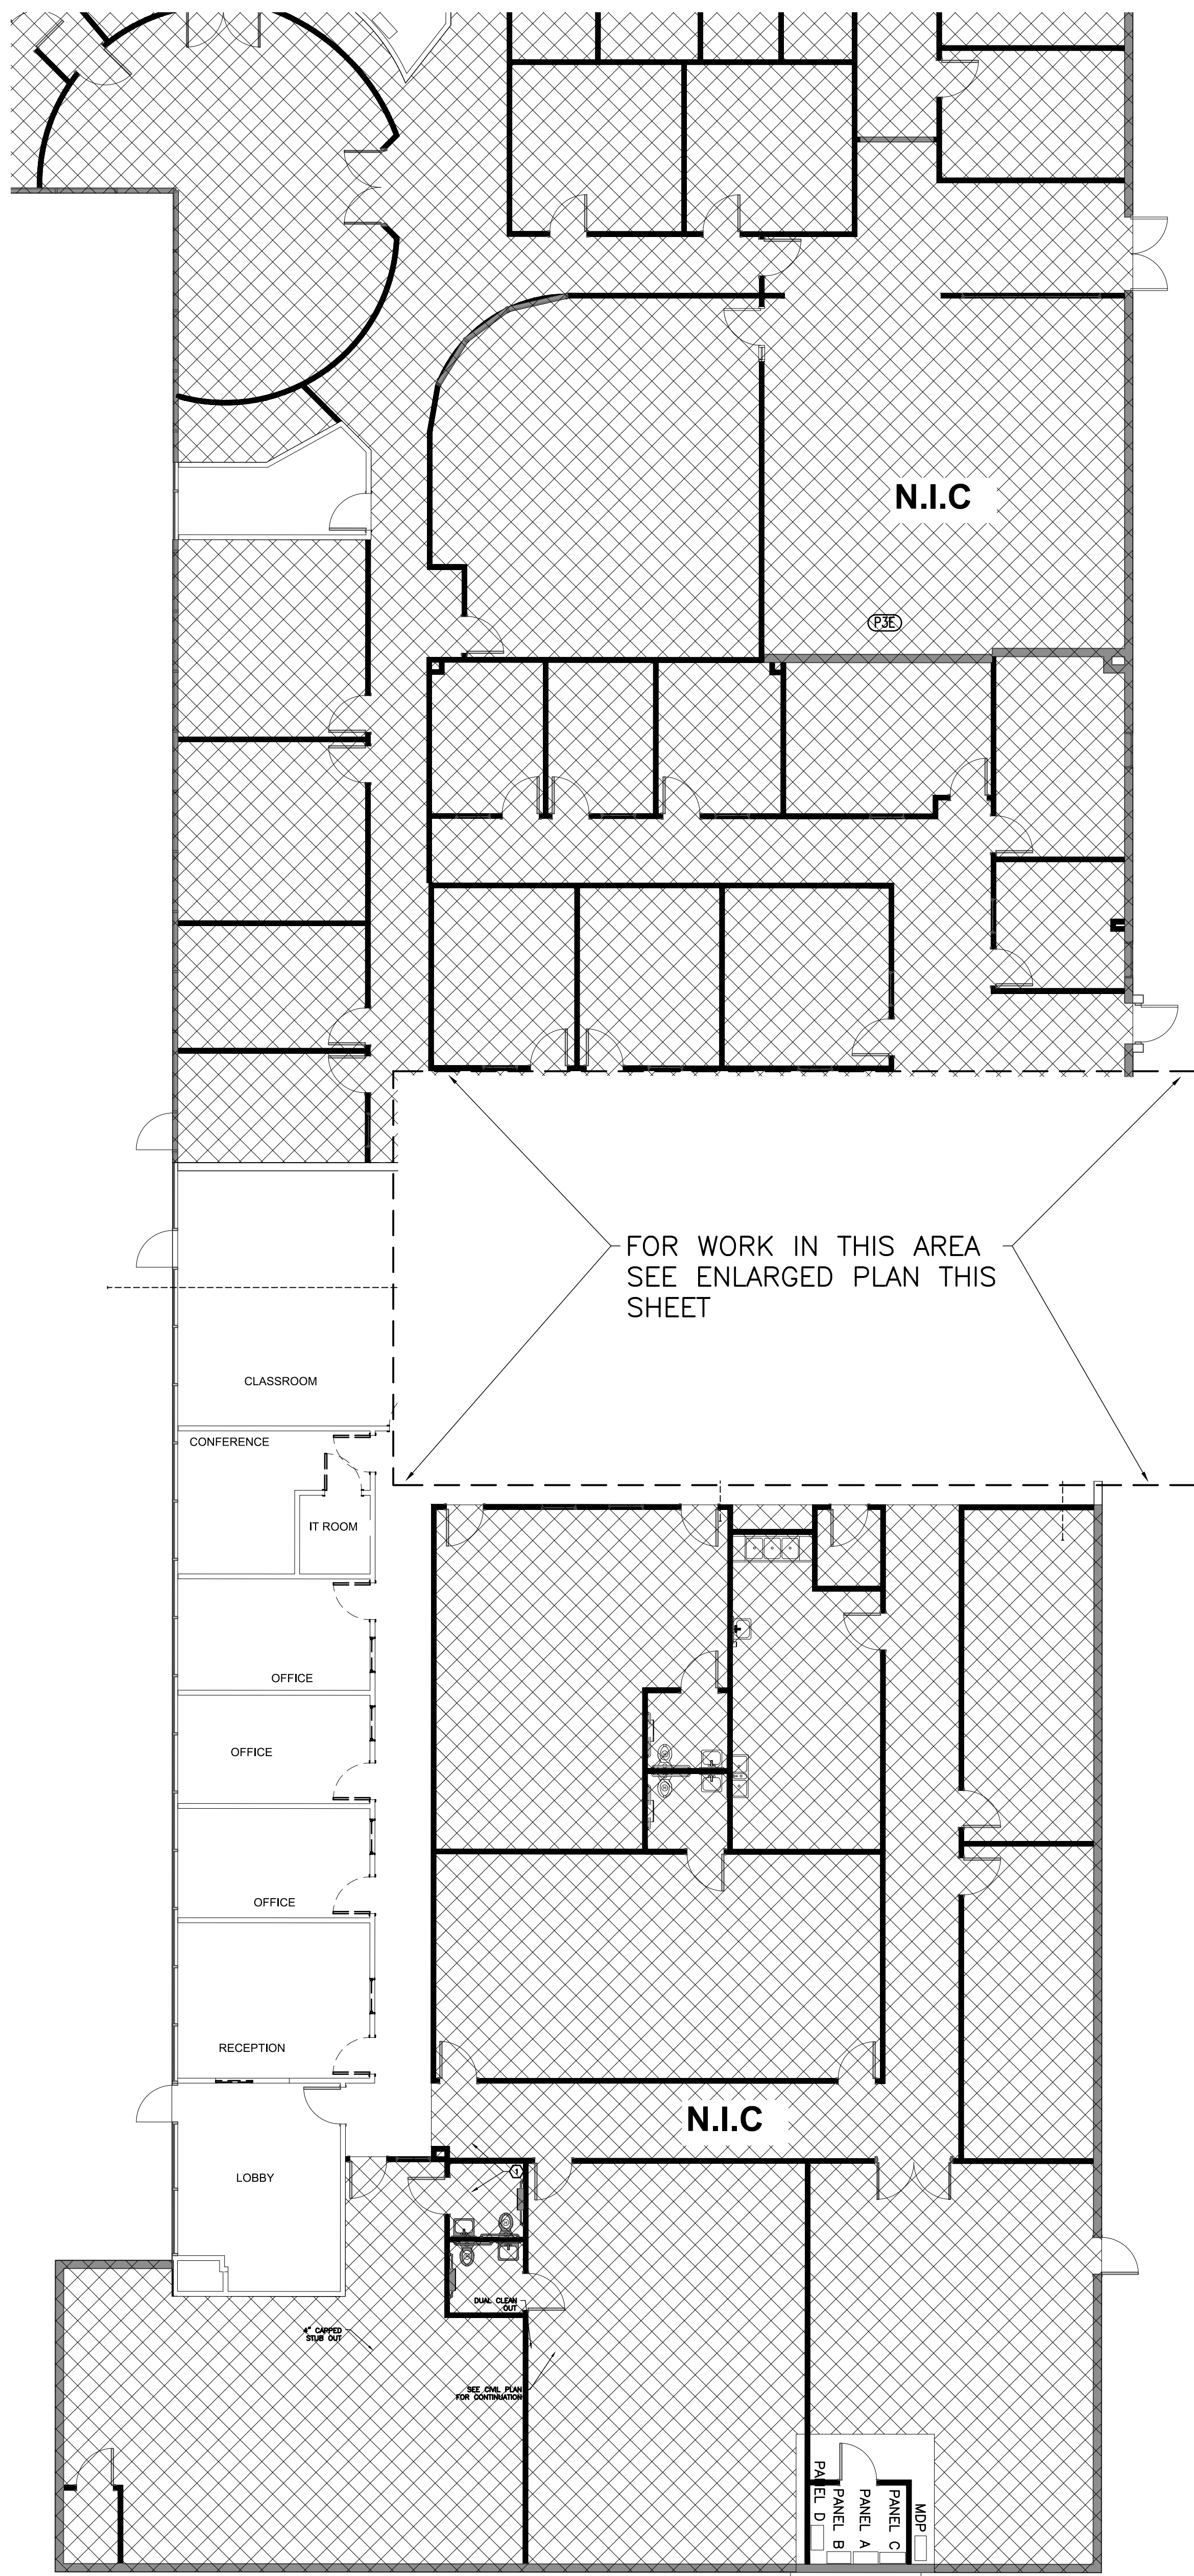 N.I.C
P3E
FOR WORK IN THIS AREA
SEE ENLARGED PLAN THIS
SHEET
CLASSROOM
CONFERENCE
IT ROOM
OFFICE
OFFICE
OFFICE
RECEPTION
N.I.C
LOBBY
1
DUAL CLEAN
OUT
4" CAPPED
STUB OUT
SEE CIVIL PLAN
FOR CONTINUATION
PANEL D
PANEL B
PANEL A
PANEL C
MDP